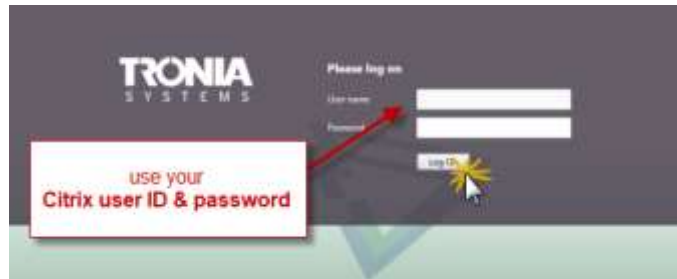 TRONIA
SYSTEMS
Please log on
User name:
Password:
Log On
use your
Citrix user ID & password